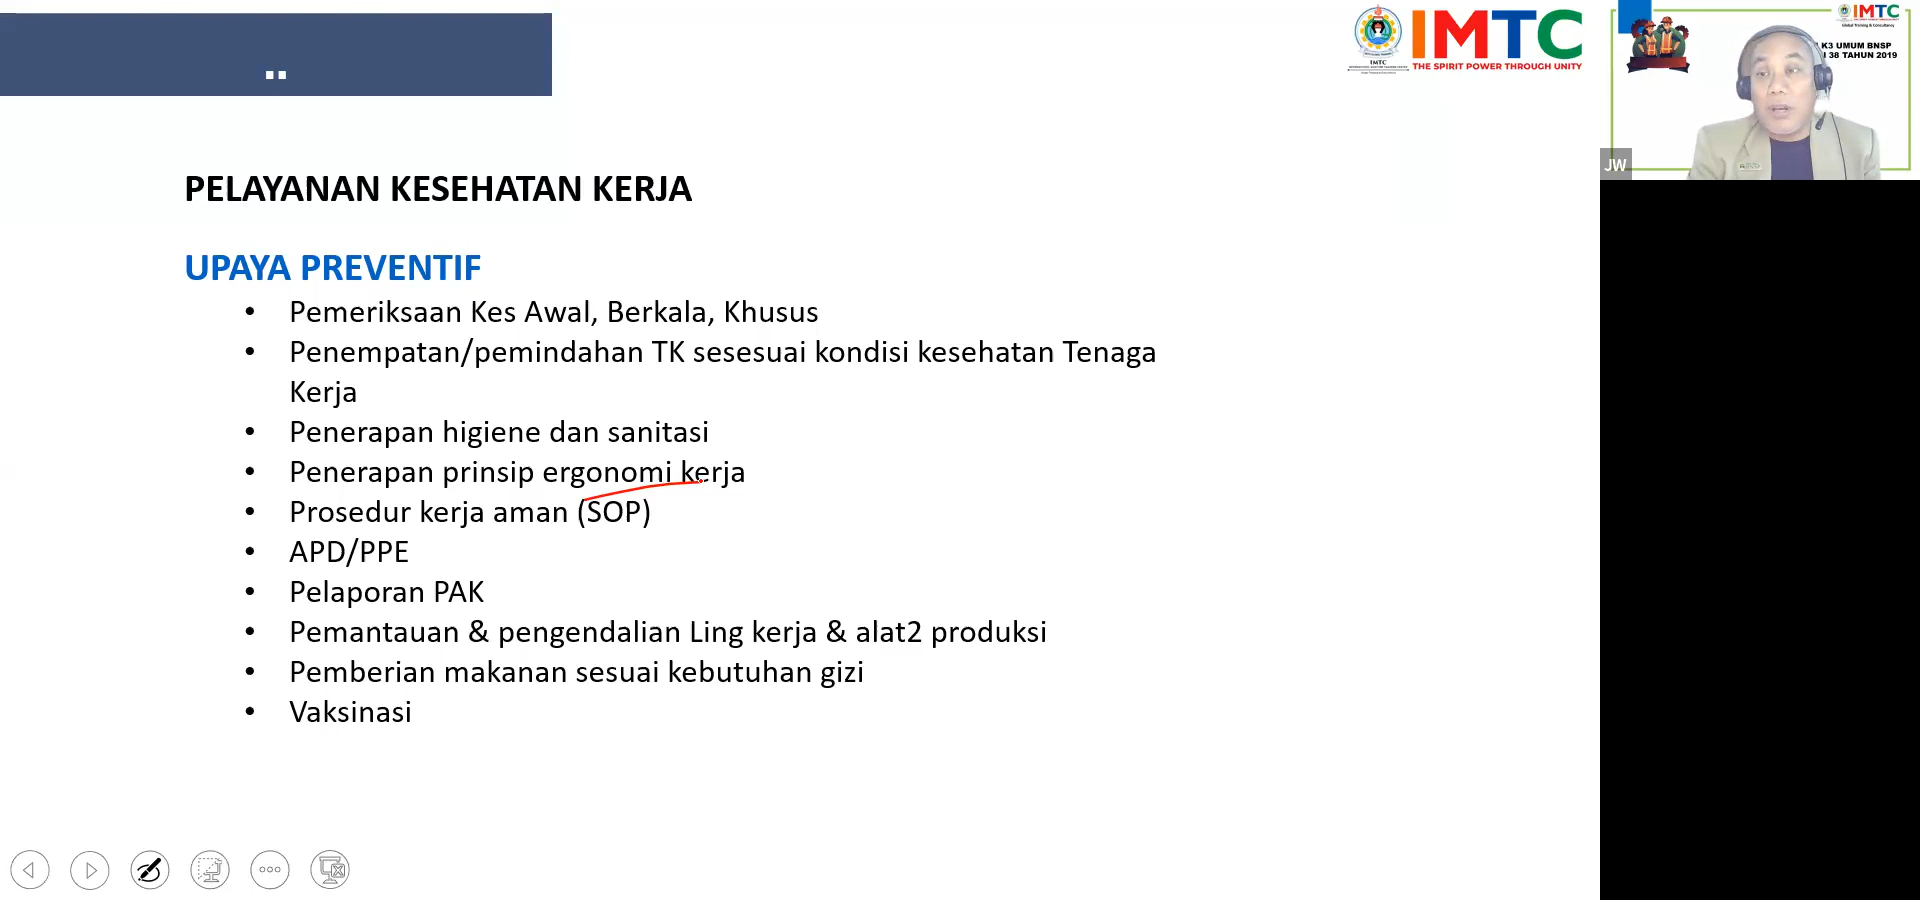 ..
IMTC
THE SPIRIT POWER THROUGH UNITY
IMTC
IMTC
K3 UMUM BNSP
38 TAHUN 2019
JW
PELAYANAN KESEHATAN KERJA
UPAYA PREVENTIF
• Pemeriksaan Kes Awal, Berkala, Khusus
• Penempatan/pemindahan TK sesesuai kondisi kesehatan Tenaga
Kerja
• Penerapan higiene dan sanitasi
• Penerapan prinsip ergonomi kerja
• Prosedur kerja aman (SOP)
• APD/PPE
• Pelaporan PAK
• Pemantauan & pengendalian Ling kerja & alat2 produksi
• Pemberian makanan sesuai kebutuhan gizi
• Vaksinasi